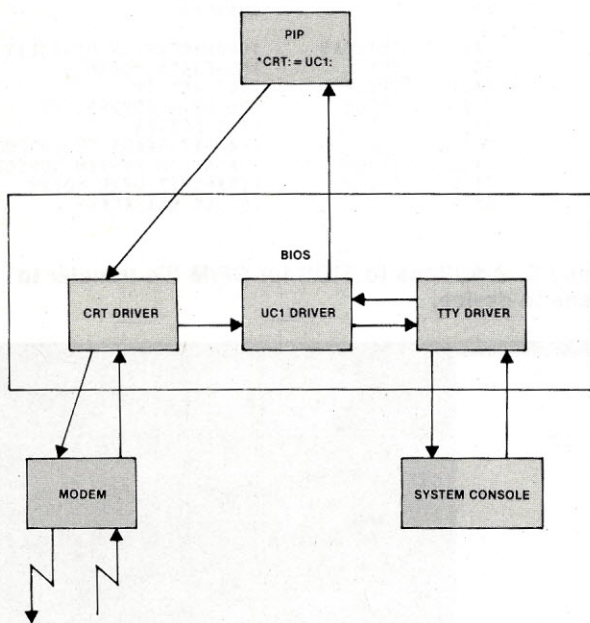 PIP
*CRT: = UC1:
BIOS
CRT DRIVER
UC1 DRIVER
TTY DRIVER
MODEM
SYSTEM CONSOLE